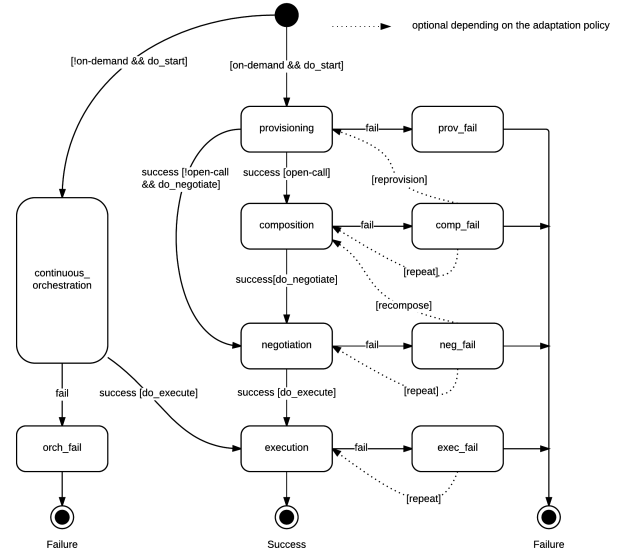 optional depending on the adaptation policy
[!on-demand && do_start]
[on-demand && do_start]
provisioning
fail
prov_fail
success [!open-call
&& do_negotiate]
success [open-call]
[reprovision]
composition
fail
comp_fail
continuous_
orchestration
[repeat]
success[do_negotiate]
[recompose]
negotiation
fail
neg_fail
fail
success [do_execute]
success [do_execute]
[repeat]
orch_fail
execution
fail
exec_fail
[repeat]
Failure
Success
Failure